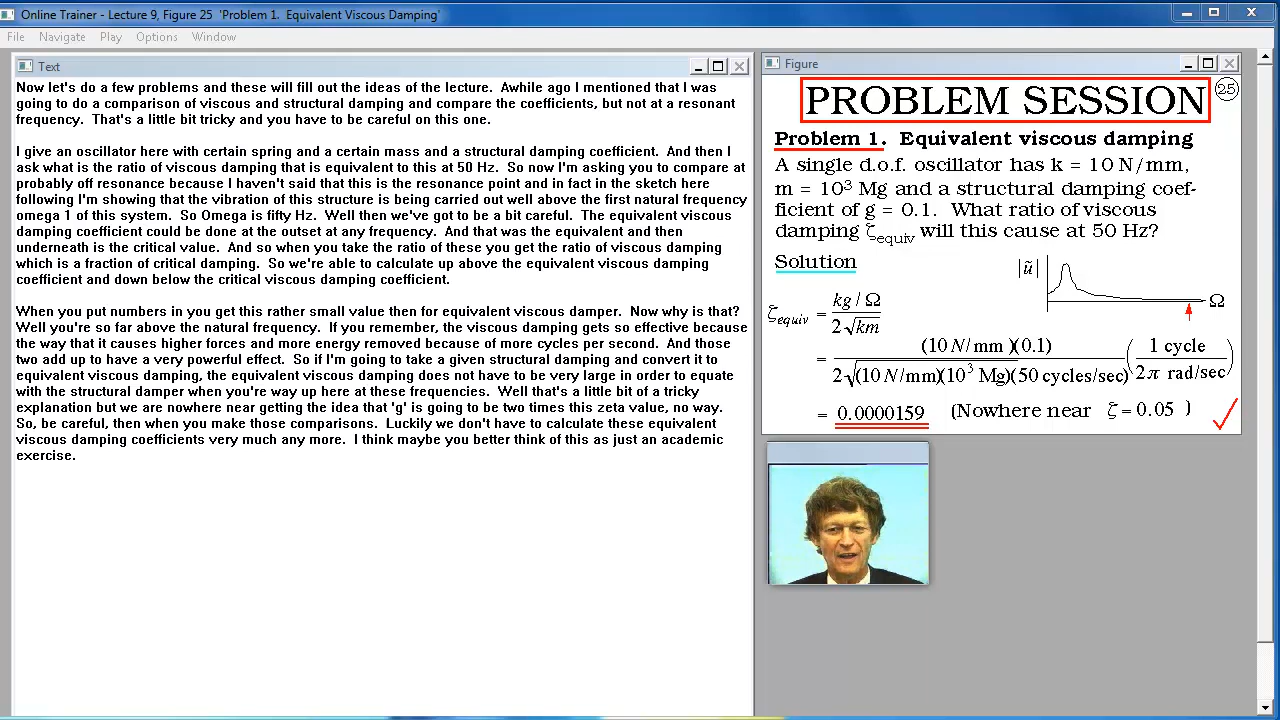 Online Trainer - Lecture 9, Figure 25 'Problem 1. Equivalent Viscous Damping'
File Navigate Play Options Window
Text
Now let's do a few problems and these will fill out the ideas of the lecture. Awhile ago I mentioned that I was
going to do a comparison of viscous and structural damping and compare the coefficients, but not at a resonant
frequency. That's a little bit tricky and you have to be careful on this one.
I give an oscillator here with certain spring and a certain mass and a structural damping coefficient. And then I
ask what is the ratio of viscous damping that is equivalent to this at 50 Hz. So now I'm asking you to compare at
probably off resonance because I haven't said that this is the resonance point and in fact in the sketch here
following I'm showing that the vibration of this structure is being carried out well above the first natural frequency
omega 1 of this system. So Omega is fifty Hz. Well then we've got to be a bit careful. The equivalent viscous
damping coefficient could be done at the outset at any frequency. And that was the equivalent and then
underneath is the critical value. And so when you take the ratio of these you get the ratio of viscous damping
which is a fraction of critical damping. So we're able to calculate up above the equivalent viscous damping
coefficient and down below the critical viscous damping coefficient.
When you put numbers in you get this rather small value then for equivalent viscous damper. Now why is that?
Well you're so far above the natural frequency. If you remember, the viscous damping gets so effective because
the way that it causes higher forces and more energy removed because of more cycles per second. And those
two add up to have a very powerful effect. So if I'm going to take a given structural damping and convert it to
equivalent viscous damping, the equivalent viscous damping does not have to be very large in order to equate
with the structural damper when you're way up here at these frequencies. Well that's a little bit of a tricky
explanation but we are nowhere near getting the idea that 'g' is going to be two times this zeta value, no way.
So, be careful, then when you make those comparisons. Luckily we don't have to calculate these equivalent
viscous damping coefficients very much any more. I think maybe you better think of this as just an academic
exercise.
Figure
PROBLEM SESSION 25
Problem 1. Equivalent viscous damping
A single d.o.f. oscillator has k = 10 N/mm,
m = 10³ Mg and a structural damping coef-
ficient of g = 0.1. What ratio of viscous
damping ζequiv will this cause at 50 Hz?
Solution
|ũ|
Ω
ζequiv = kg / Ω
2√km
= (10 N/mm)(0.1) / 2√(10 N/mm)(10³ Mg)(50 cycles/sec) (1 cycle / 2π rad/sec)
= 0.0000159 (Nowhere near ζ = 0.05 )